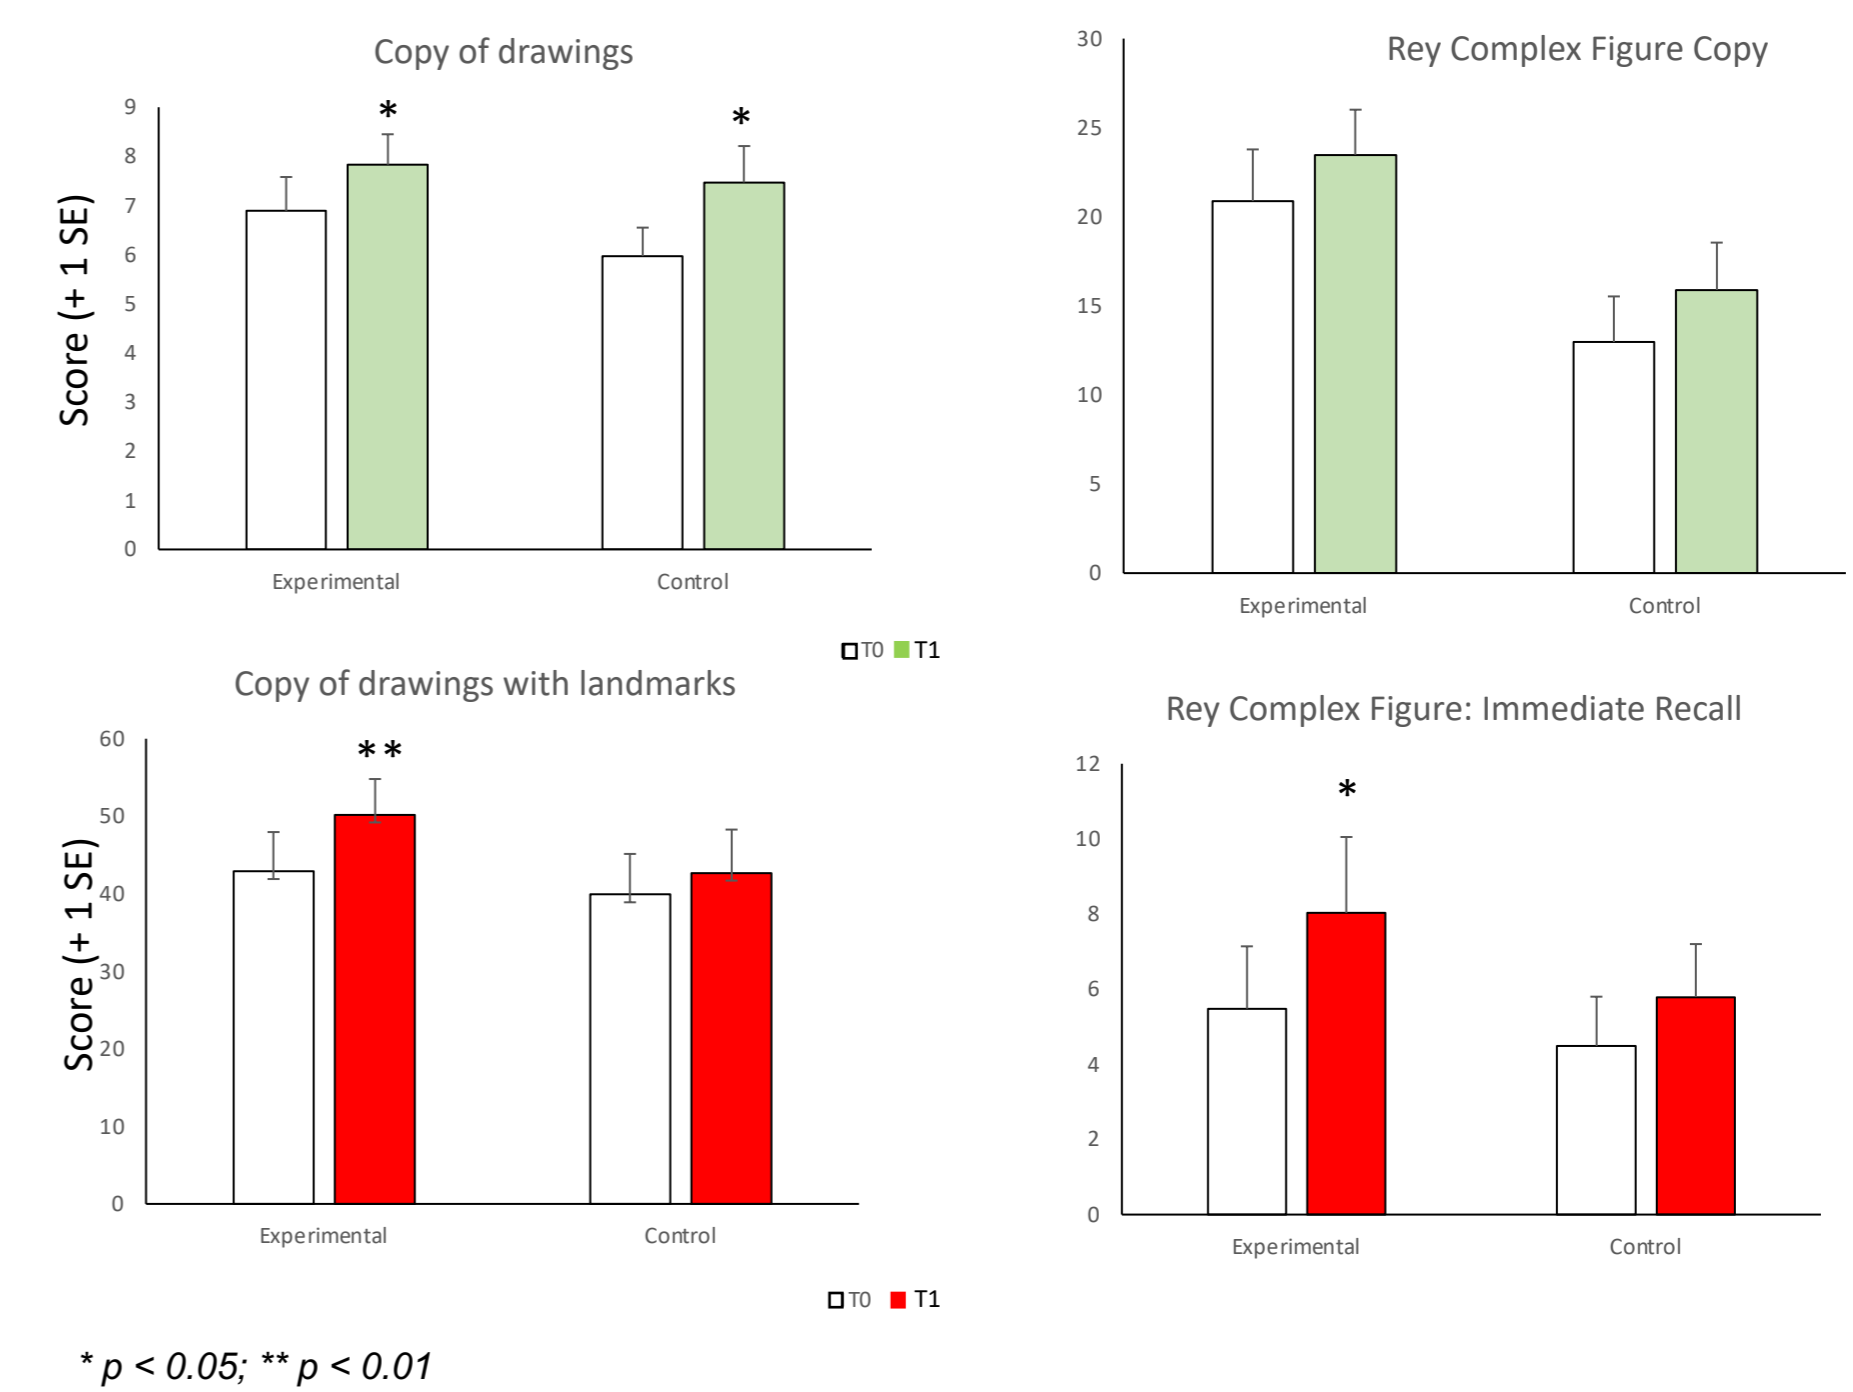 Copy of drawings
Score (+ 1 SE)
9
8
7
6
5
4
3
2
1
0
*
*
Experimental
Control
T0 T1
Rey Complex Figure Copy
30
25
20
15
10
5
0
Experimental
Control
Copy of drawings with landmarks
Score (+ 1 SE)
60
50
40
30
20
10
0
**
Experimental
Control
T0 T1
Rey Complex Figure: Immediate Recall
12
10
8
6
4
2
0
*
Experimental
Control
* p < 0.05; ** p < 0.01